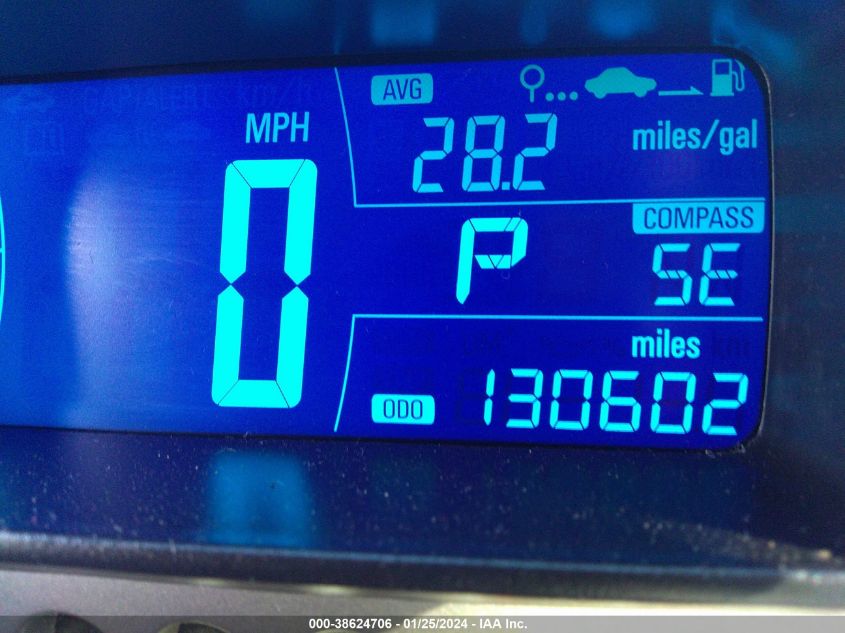 MPH
0
AVG
28.2 miles/gal
P
COMPASS
SE
miles
ODO 130602
000-38624706 - 01/25/2024 - IAA Inc.